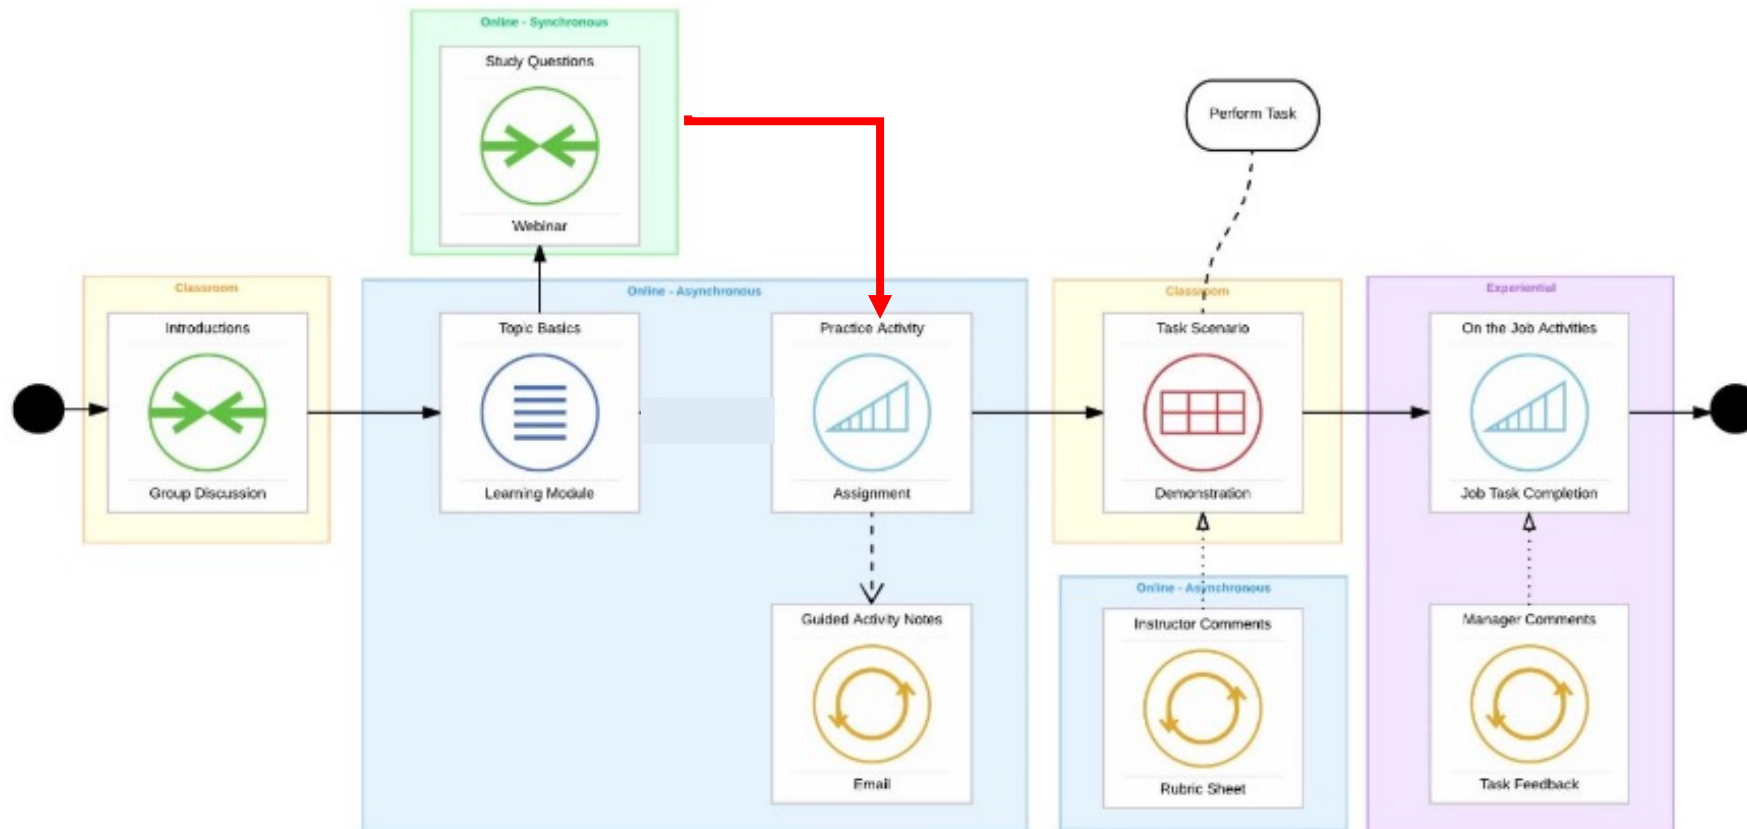 Online - Synchronous
Study Questions
Webinar
Perform Task
Classroom
Introductions
Group Discussion
Online - Asynchronous
Topic Basics
Learning Module
Practice Activity
Assignment
Guided Activity Notes
Email
Classroom
Task Scenario
Demonstration
Online - Asynchronous
Instructor Comments
Rubric Sheet
Experiential
On the Job Activities
Job Task Completion
Manager Comments
Task Feedback